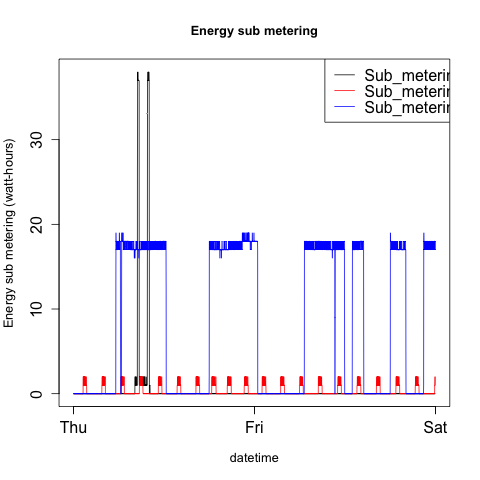 Energy sub metering
Sub_meterin
Sub_meterin
Sub_meterin
Energy sub metering (watt-hours)
30
20
10
0
Thu
Fri
Sat
datetime